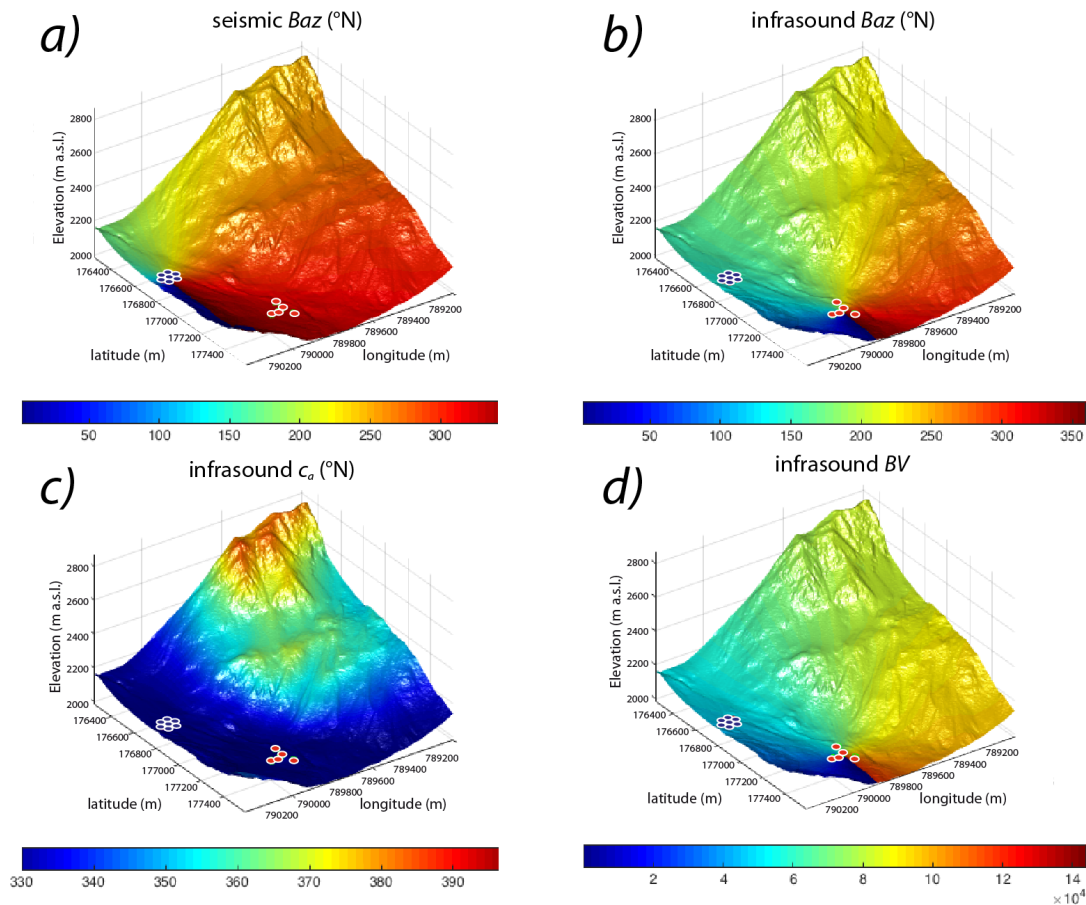 a)
seismic Baz (°N)
Elevation (m a.s.l.)
2800
2600
2400
2200
2000
176400
176600
176800
177000
177200
177400
latitude (m)
790200
790000
789800
789600
789400
789200
longitude (m)
50 100 150 200 250 300
b)
infrasound Baz (°N)
Elevation (m a.s.l.)
2800
2600
2400
2200
2000
176400
176600
176800
177000
177200
177400
latitude (m)
790200
790000
789800
789600
789400
789200
longitude (m)
50 100 150 200 250 300 350
c)
infrasound cₐ (°N)
Elevation (m a.s.l.)
2800
2600
2400
2200
2000
176400
176600
176800
177000
177200
177400
latitude (m)
790200
790000
789800
789600
789400
789200
longitude (m)
330 340 350 360 370 380 390
d)
infrasound BV
Elevation (m a.s.l.)
2800
2600
2400
2200
2000
176400
176600
176800
177000
177200
177400
latitude (m)
790200
790000
789800
789600
789400
789200
longitude (m)
2 4 6 8 10 12 14
×10⁴